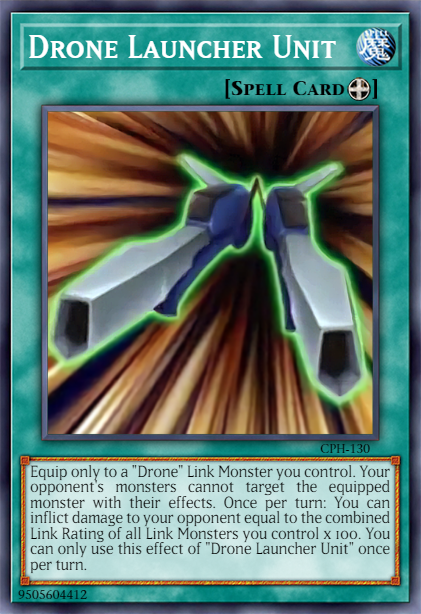 Drone Launcher Unit 魔
[Spell Card]
CPH-130
Equip only to a "Drone" Link Monster you control. Your
opponent's monsters cannot target the equipped
monster with their effects. Once per turn: You can
inflict damage to your opponent equal to the combined
Link Rating of all Link Monsters you control x 100. You
can only use this effect of "Drone Launcher Unit" once
per turn.
9505604412